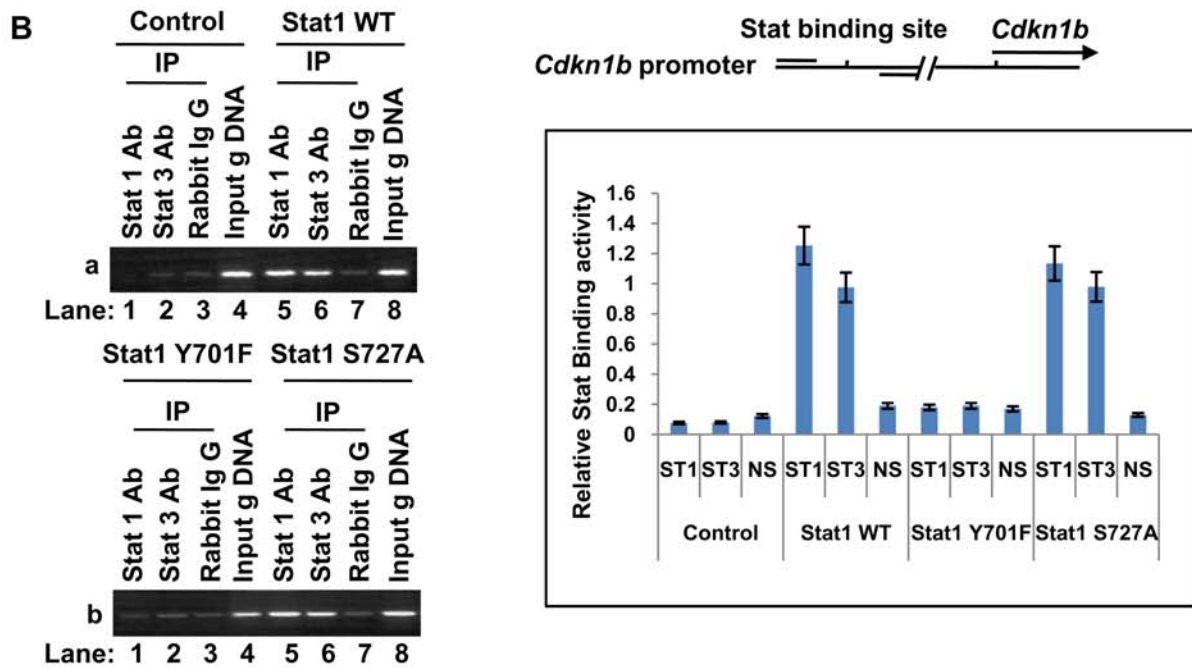 B
Control Stat1 WT
IP IP
Stat 1 Ab
Stat 3 Ab
Rabbit Ig G
Input g DNA
Stat 1 Ab
Stat 3 Ab
Rabbit Ig G
Input g DNA
a
Lane: 1 2 3 4 5 6 7 8
Stat1 Y701F Stat1 S727A
IP IP
Stat 1 Ab
Stat 3 Ab
Rabbit Ig G
Input g DNA
Stat 1 Ab
Stat 3 Ab
Rabbit Ig G
Input g DNA
b
Lane: 1 2 3 4 5 6 7 8
Stat binding site Cdkn1b
Cdkn1b promoter
Relative Stat Binding activity
1.6
1.4
1.2
1
0.8
0.6
0.4
0.2
0
ST1 ST3 NS ST1 ST3 NS ST1 ST3 NS ST1 ST3 NS
Control Stat1 WT Stat1 Y701F Stat1 S727A